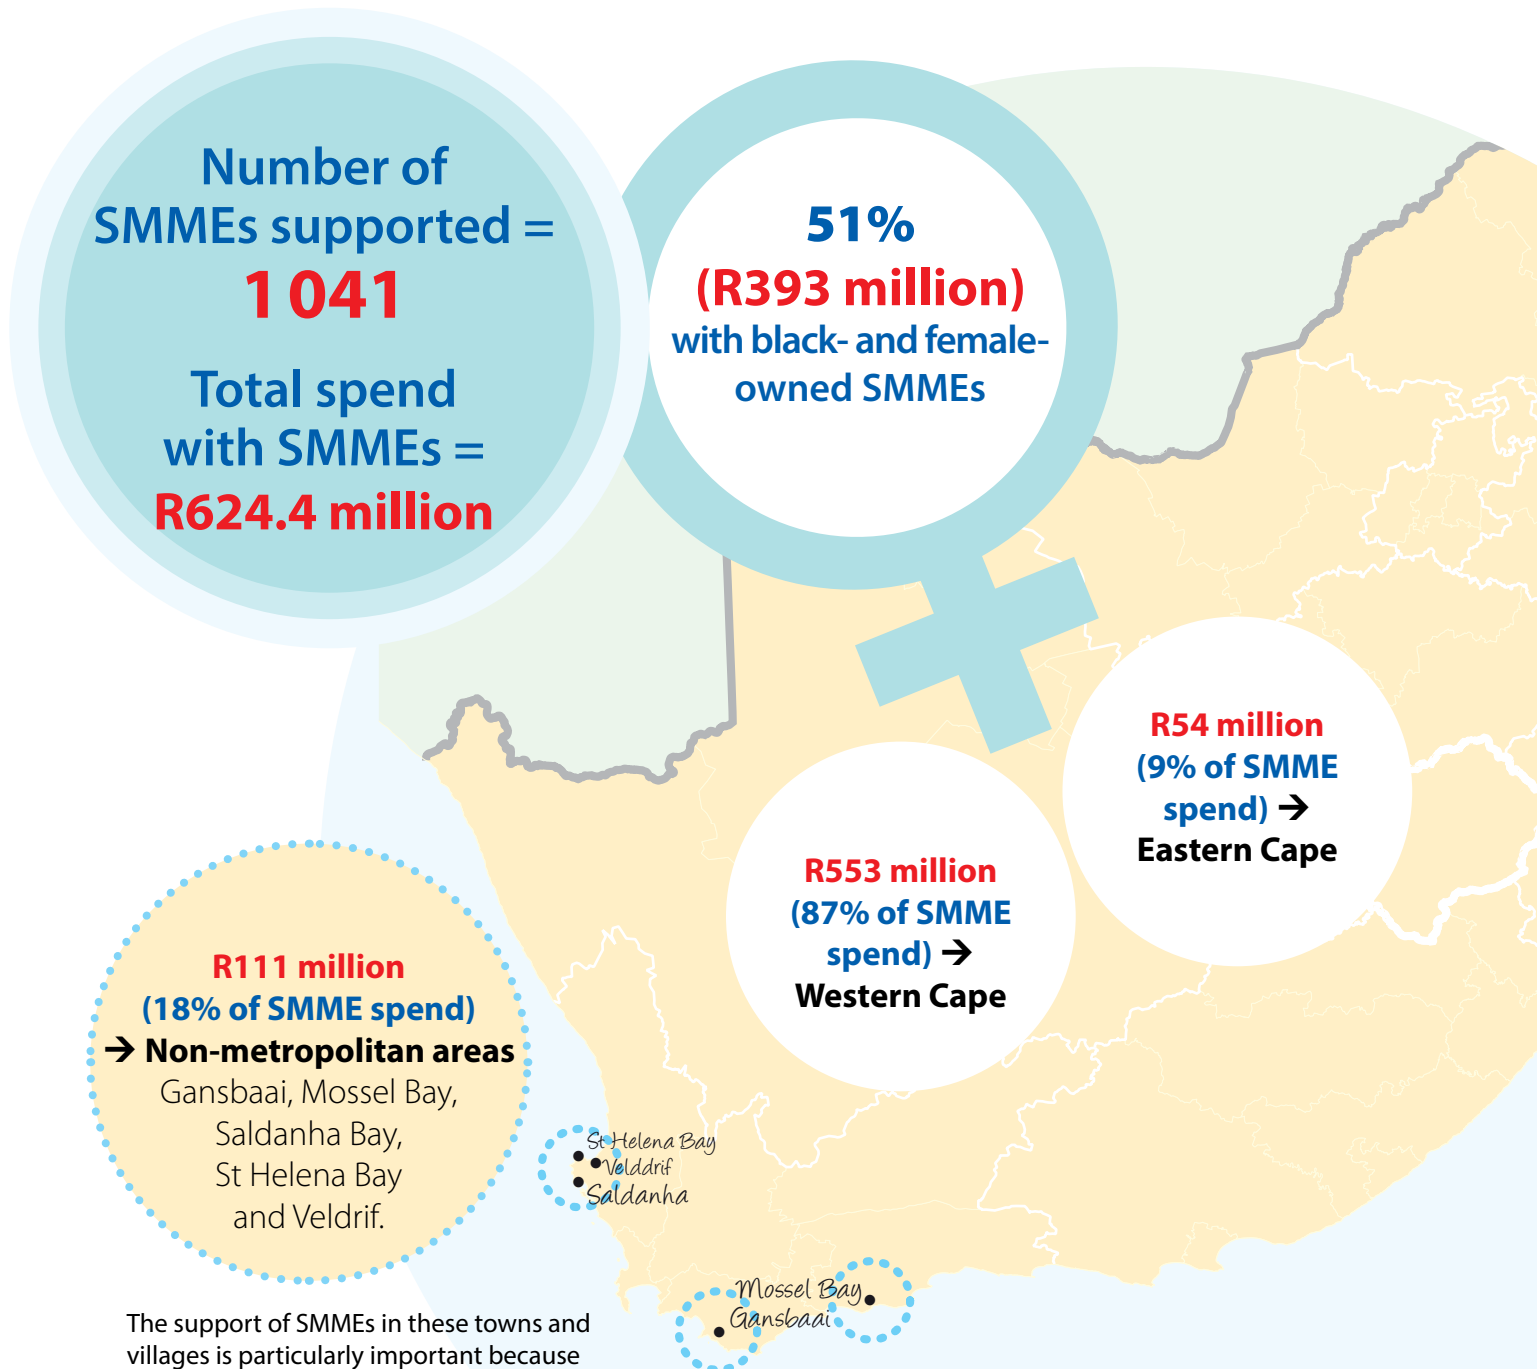 Number of
SMMEs supported =
1 041
Total spend
with SMMEs =
R624.4 million
51%
(R393 million)
with black- and female-
owned SMMEs
R54 million
(9% of SMME
spend) →
Eastern Cape
R553 million
(87% of SMME
spend) →
Western Cape
R111 million
(18% of SMME spend)
→ Non-metropolitan areas
Gansbaai, Mossel Bay,
Saldanha Bay,
St Helena Bay
and Veldrif.
St Helena Bay
Velddrif
Saldanha
Mossel Bay
Gansbaai
The support of SMMEs in these towns and
villages is particularly important because